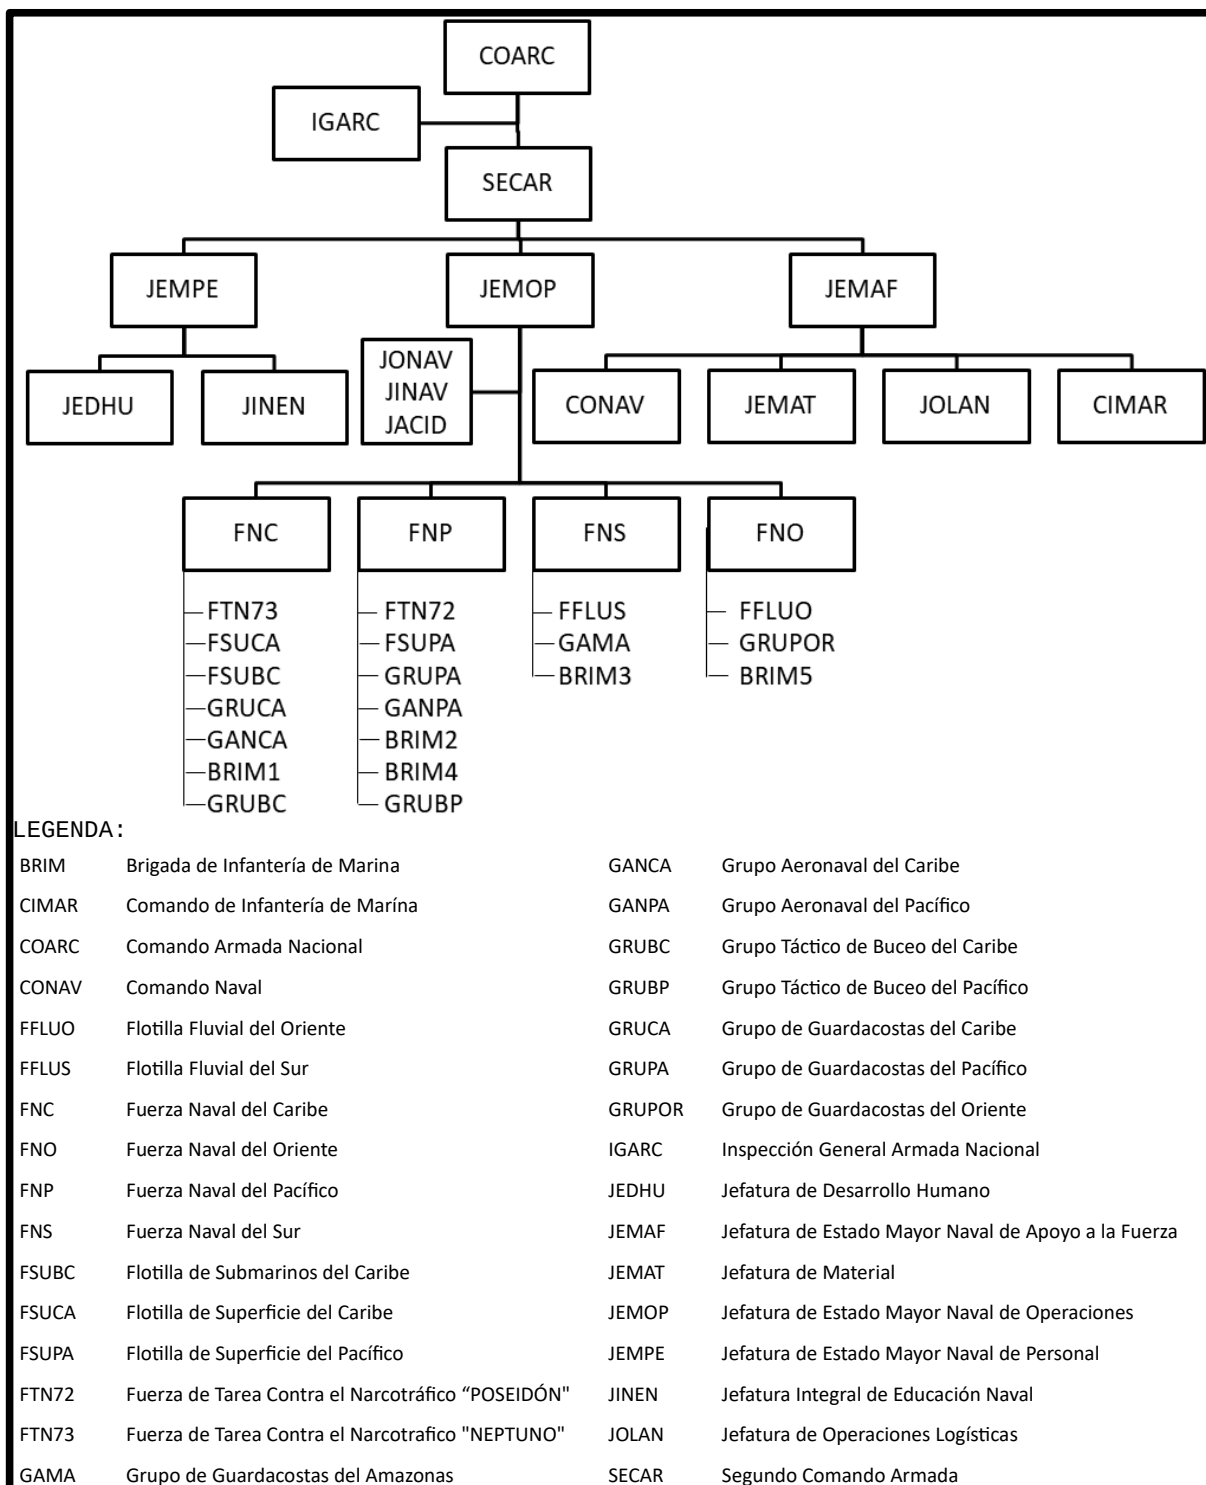 COARC
IGARC
SECAR
JEMPE JEMOP JEMAF
JEDHU JINEN
JONAV
JINAV
JACID
CONAV JEMAT JOLAN CIMAR
FNC FNP FNS FNO
FTN73 FTN72 FFLUS FFLUO
FSUCA FSUPA GAMA GRUPOR
FSUBC GRUPA BRIM3 BRIM5
GRUCA GANPA
GANCA BRIM2
BRIM1 BRIM4
GRUBC GRUBP
LEGENDA:
BRIM Brigada de Infantería de Marina GANCA Grupo Aeronaval del Caribe
CIMAR Comando de Infantería de Marína GANPA Grupo Aeronaval del Pacífico
COARC Comando Armada Nacional GRUBC Grupo Táctico de Buceo del Caribe
CONAV Comando Naval GRUBP Grupo Táctico de Buceo del Pacífico
FFLUO Flotilla Fluvial del Oriente GRUCA Grupo de Guardacostas del Caribe
FFLUS Flotilla Fluvial del Sur GRUPA Grupo de Guardacostas del Pacífico
FNC Fuerza Naval del Caribe GRUPOR Grupo de Guardacostas del Oriente
FNO Fuerza Naval del Oriente IGARC Inspección General Armada Nacional
FNP Fuerza Naval del Pacífico JEDHU Jefatura de Desarrollo Humano
FNS Fuerza Naval del Sur JEMAF Jefatura de Estado Mayor Naval de Apoyo a la Fuerza
FSUBC Flotilla de Submarinos del Caribe JEMAT Jefatura de Material
FSUCA Flotilla de Superficie del Caribe JEMOP Jefatura de Estado Mayor Naval de Operaciones
FSUPA Flotilla de Superficie del Pacífico JEMPE Jefatura de Estado Mayor Naval de Personal
FTN72 Fuerza de Tarea Contra el Narcotráfico “POSEIDÓN" JINEN Jefatura Integral de Educación Naval
FTN73 Fuerza de Tarea Contra el Narcotrafico "NEPTUNO" JOLAN Jefatura de Operaciones Logísticas
GAMA Grupo de Guardacostas del Amazonas SECAR Segundo Comando Armada